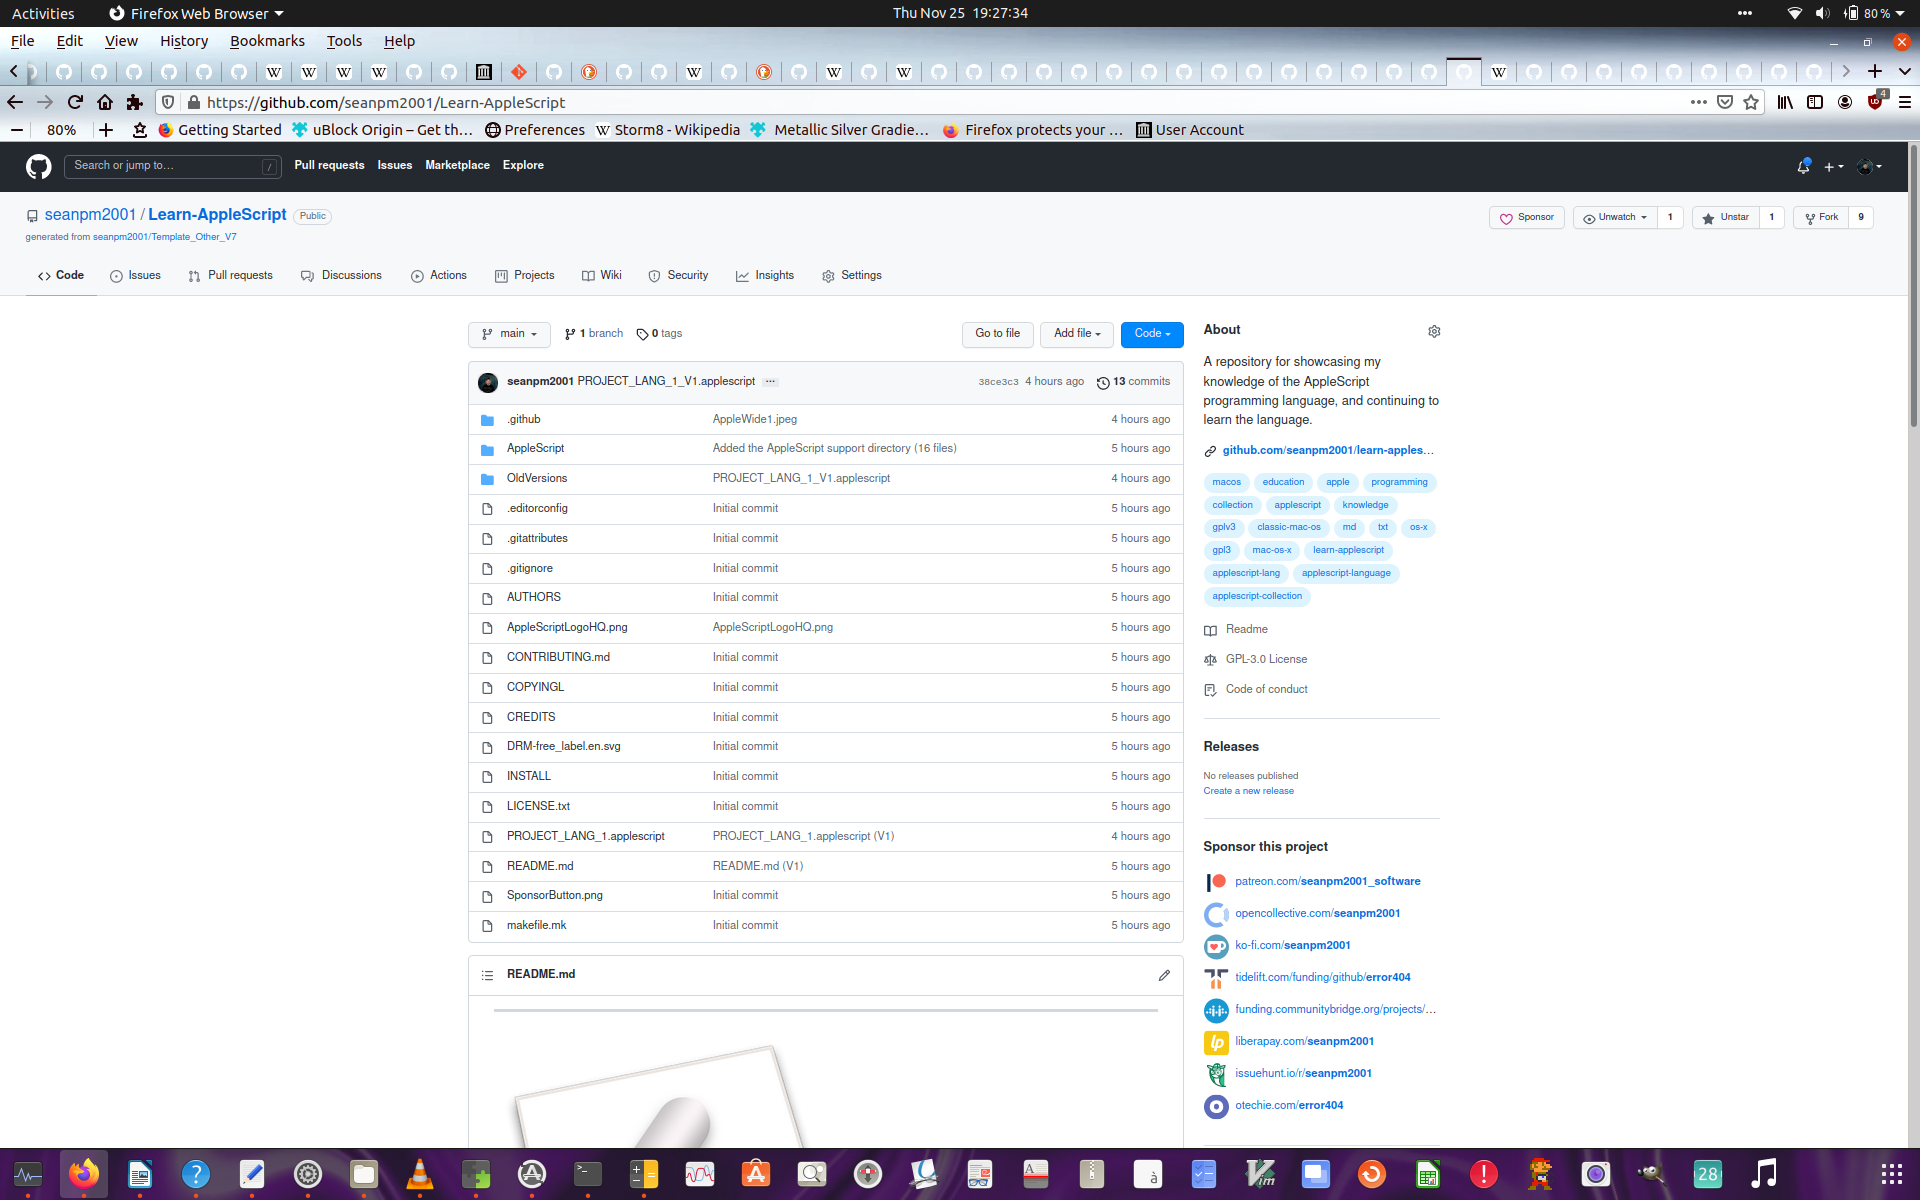 Activities
Firefox Web Browser
Thu Nov 25 19:27:34
80 %
File Edit View History Bookmarks Tools Help
https://github.com/seanpm2001/Learn-AppleScript
4
80%
Getting Started
uBlock Origin – Get th…
Preferences
Storm8 - Wikipedia
Metallic Silver Gradie…
Firefox protects your …
User Account
Search or jump to…
/
Pull requests Issues Marketplace Explore
seanpm2001 / Learn-AppleScript
Public
Sponsor
Unwatch 1
Unstar 1
Fork 9
generated from seanpm2001/Template_Other_V7
Code Issues Pull requests Discussions Actions Projects Wiki Security Insights Settings
main
1 branch
0 tags
Go to file
Add file
Code
seanpm2001 PROJECT_LANG_1_V1.applescript ...
38ce3c3 4 hours ago
13 commits
.github AppleWide1.jpeg 4 hours ago
AppleScript Added the AppleScript support directory (16 files) 5 hours ago
OldVersions PROJECT_LANG_1_V1.applescript 4 hours ago
.editorconfig Initial commit 5 hours ago
.gitattributes Initial commit 5 hours ago
.gitignore Initial commit 5 hours ago
AUTHORS Initial commit 5 hours ago
AppleScriptLogoHQ.png AppleScriptLogoHQ.png 5 hours ago
CONTRIBUTING.md Initial commit 5 hours ago
COPYINGL Initial commit 5 hours ago
CREDITS Initial commit 5 hours ago
DRM-free_label.en.svg Initial commit 5 hours ago
INSTALL Initial commit 5 hours ago
LICENSE.txt Initial commit 5 hours ago
PROJECT_LANG_1.applescript PROJECT_LANG_1.applescript (V1) 4 hours ago
README.md README.md (V1) 5 hours ago
SponsorButton.png Initial commit 5 hours ago
makefile.mk Initial commit 5 hours ago
README.md
About
A repository for showcasing my
knowledge of the AppleScript
programming language, and continuing to
learn the language.
github.com/seanpm2001/learn-apples…
macos education apple programming
collection applescript knowledge
gplv3 classic-mac-os md txt os-x
gpl3 mac-os-x learn-applescript
applescript-lang applescript-language
applescript-collection
Readme
GPL-3.0 License
Code of conduct
Releases
No releases published
Create a new release
Sponsor this project
patreon.com/seanpm2001_software
opencollective.com/seanpm2001
ko-fi.com/seanpm2001
tidelift.com/funding/github/error404
funding.communitybridge.org/projects/…
lp
liberapay.com/seanpm2001
issuehunt.io/r/seanpm2001
otechie.com/error404
28